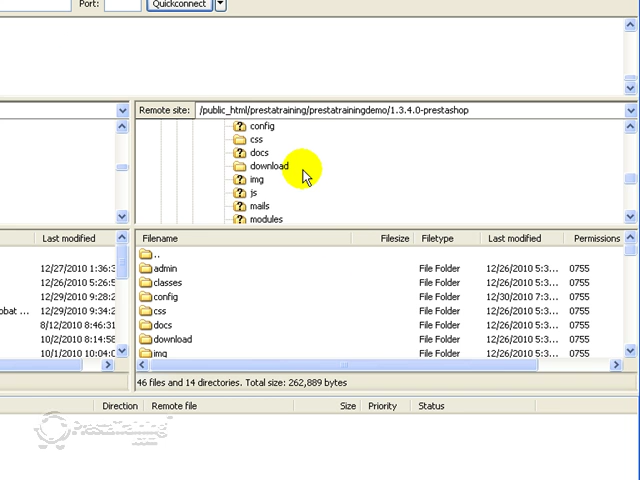 Port: Quickconnect
Remote site: /public_html/prestatraining/prestatrainingdemo/1.3.4.0-prestashop
? config
css
? docs
download
? img
? js
? mails
? modules
Last modified Filename Filesize Filetype Last modified Permissions
..
12/27/2010 1:36:3 admin File Folder 12/26/2010 5:3... 0755
12/26/2010 5:26:5 classes File Folder 12/26/2010 5:3... 0755
12/29/2010 9:28:2 config File Folder 12/30/2010 7:3... 0755
obat ... 12/29/2010 9:34:2 css File Folder 12/26/2010 5:3... 0755
8/12/2010 8:46:31 docs File Folder 12/26/2010 5:3... 0755
10/2/2010 8:14:58 download File Folder 12/26/2010 5:3... 0755
10/1/2010 10:04:0 img File Folder 12/26/2010 5:3... 0755
46 files and 14 directories. Total size: 262,889 bytes
Direction Remote file Size Priority Status
PrestaTraining